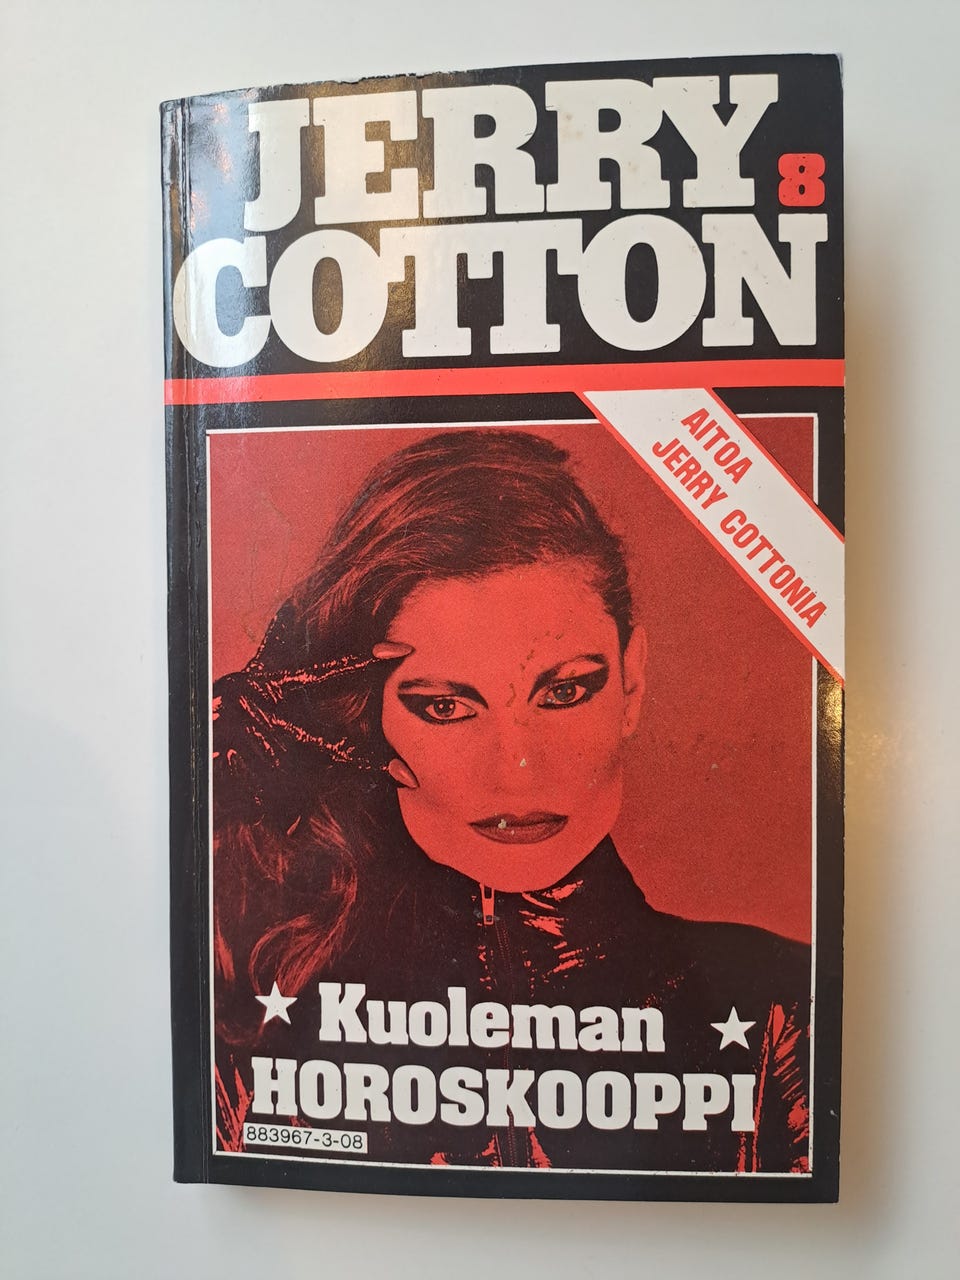 JERRY
8
COTTON
AITOA
JERRY COTTONIA
Kuoleman
HOROSKOOPPI
883967-3-08